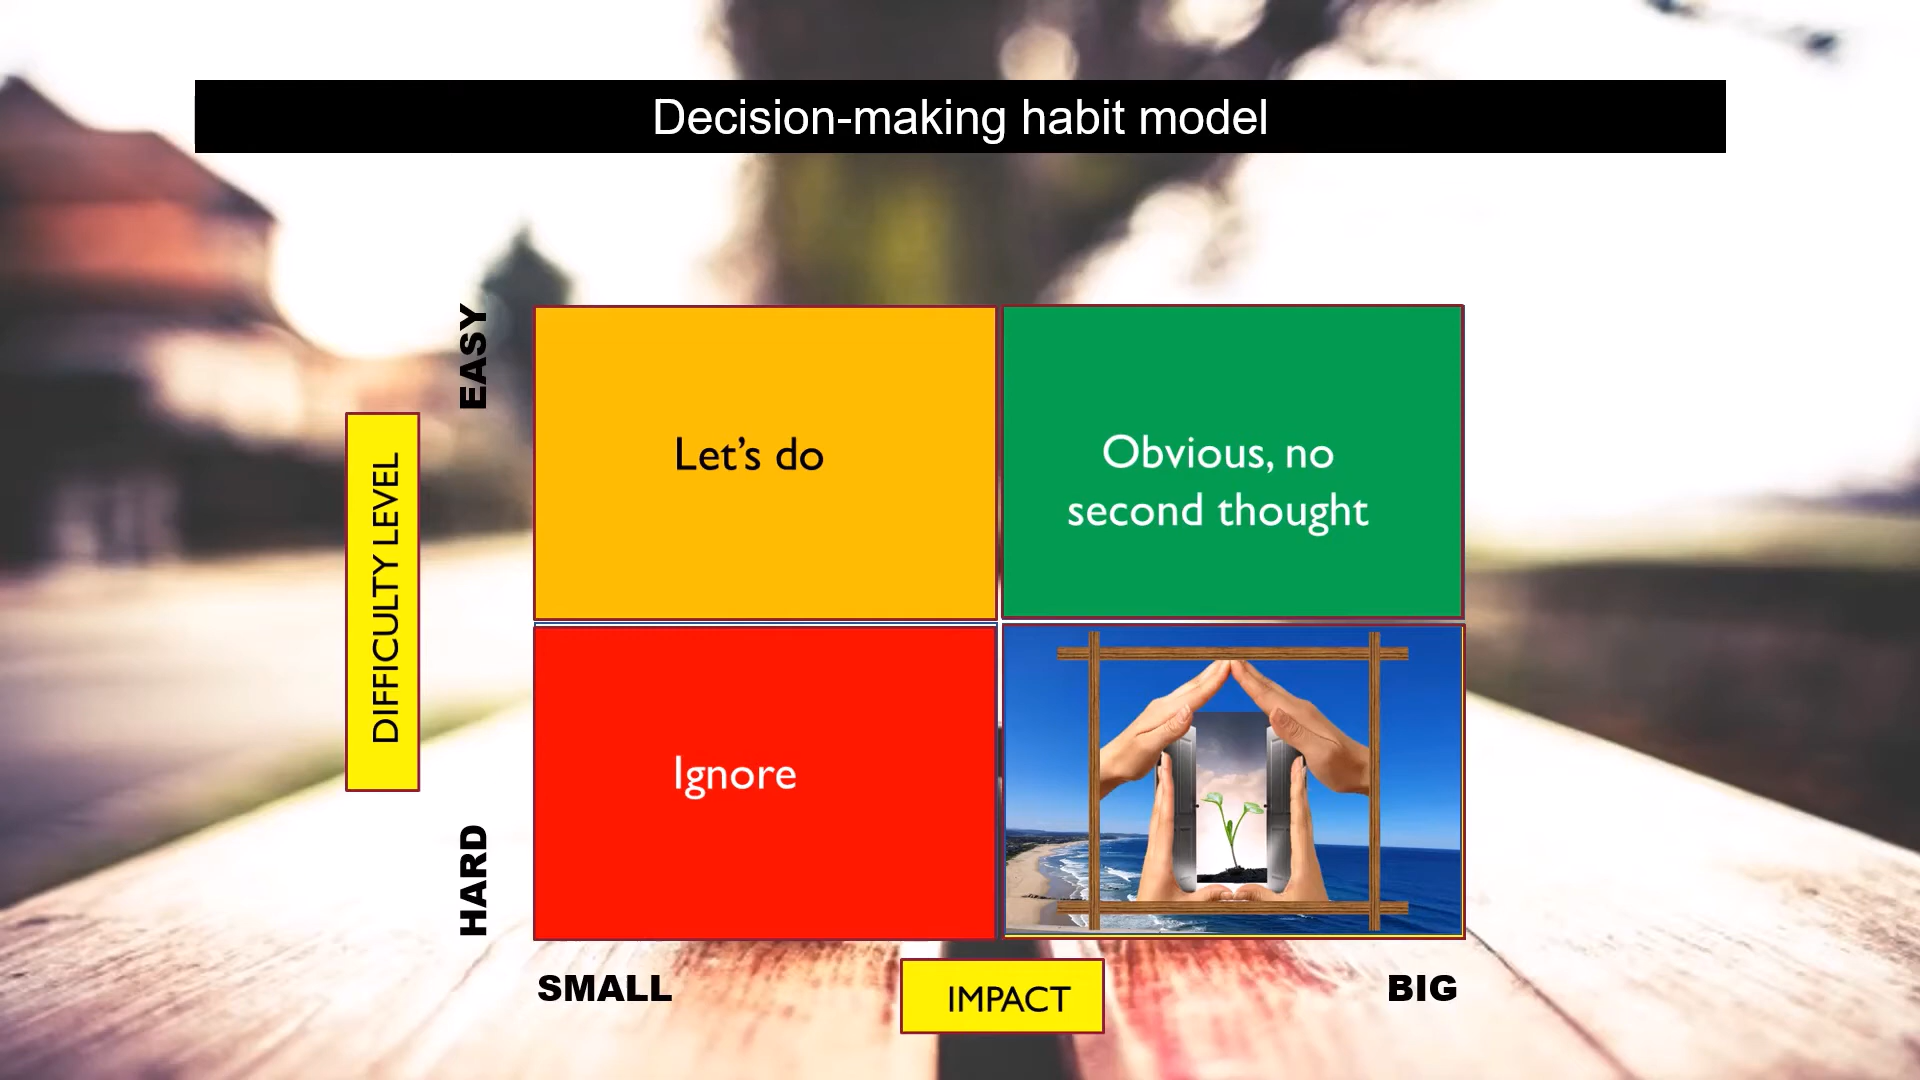 Decision-making habit model
EASY
DIFFICULTY LEVEL
HARD
Let’s do
Obvious, no
second thought
Ignore
SMALL
IMPACT
BIG